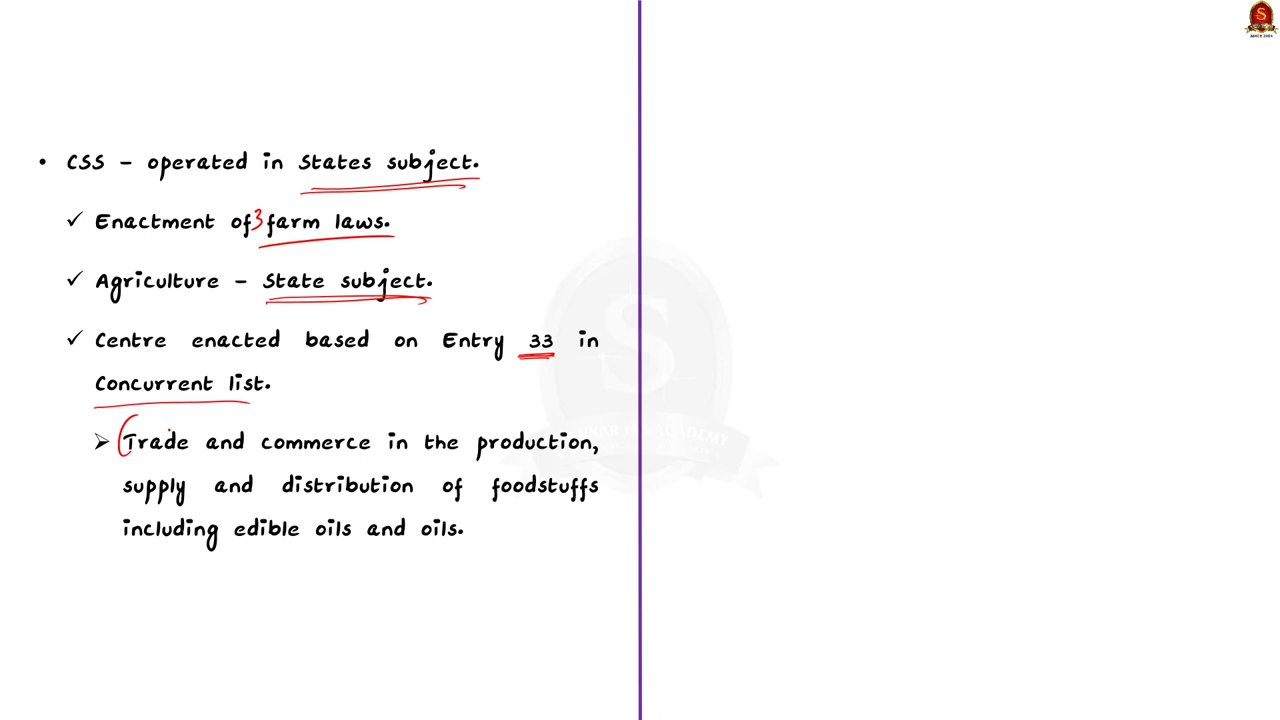 • CSS – operated in States subject.
✓ Enactment of 3 farm laws.
✓ Agriculture – State subject.
✓ Centre enacted based on Entry 33 in
Concurrent list.
➢ Trade and commerce in the production,
supply and distribution of foodstuffs
including edible oils and oils.
S
SINCE 2004